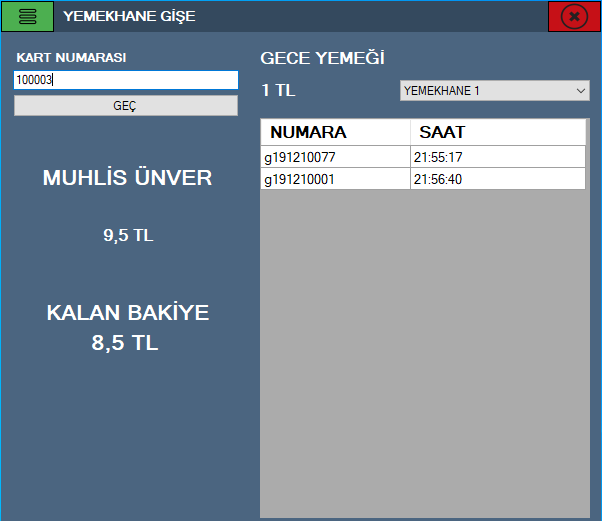 YEMEKHANE GİŞE
KART NUMARASI
100003
GEÇ
MUHLİS ÜNVER
9,5 TL
KALAN BAKİYE
8,5 TL
GECE YEMEĞİ
1 TL
YEMEKHANE 1
NUMARA SAAT
g191210077 21:55:17
g191210001 21:56:40